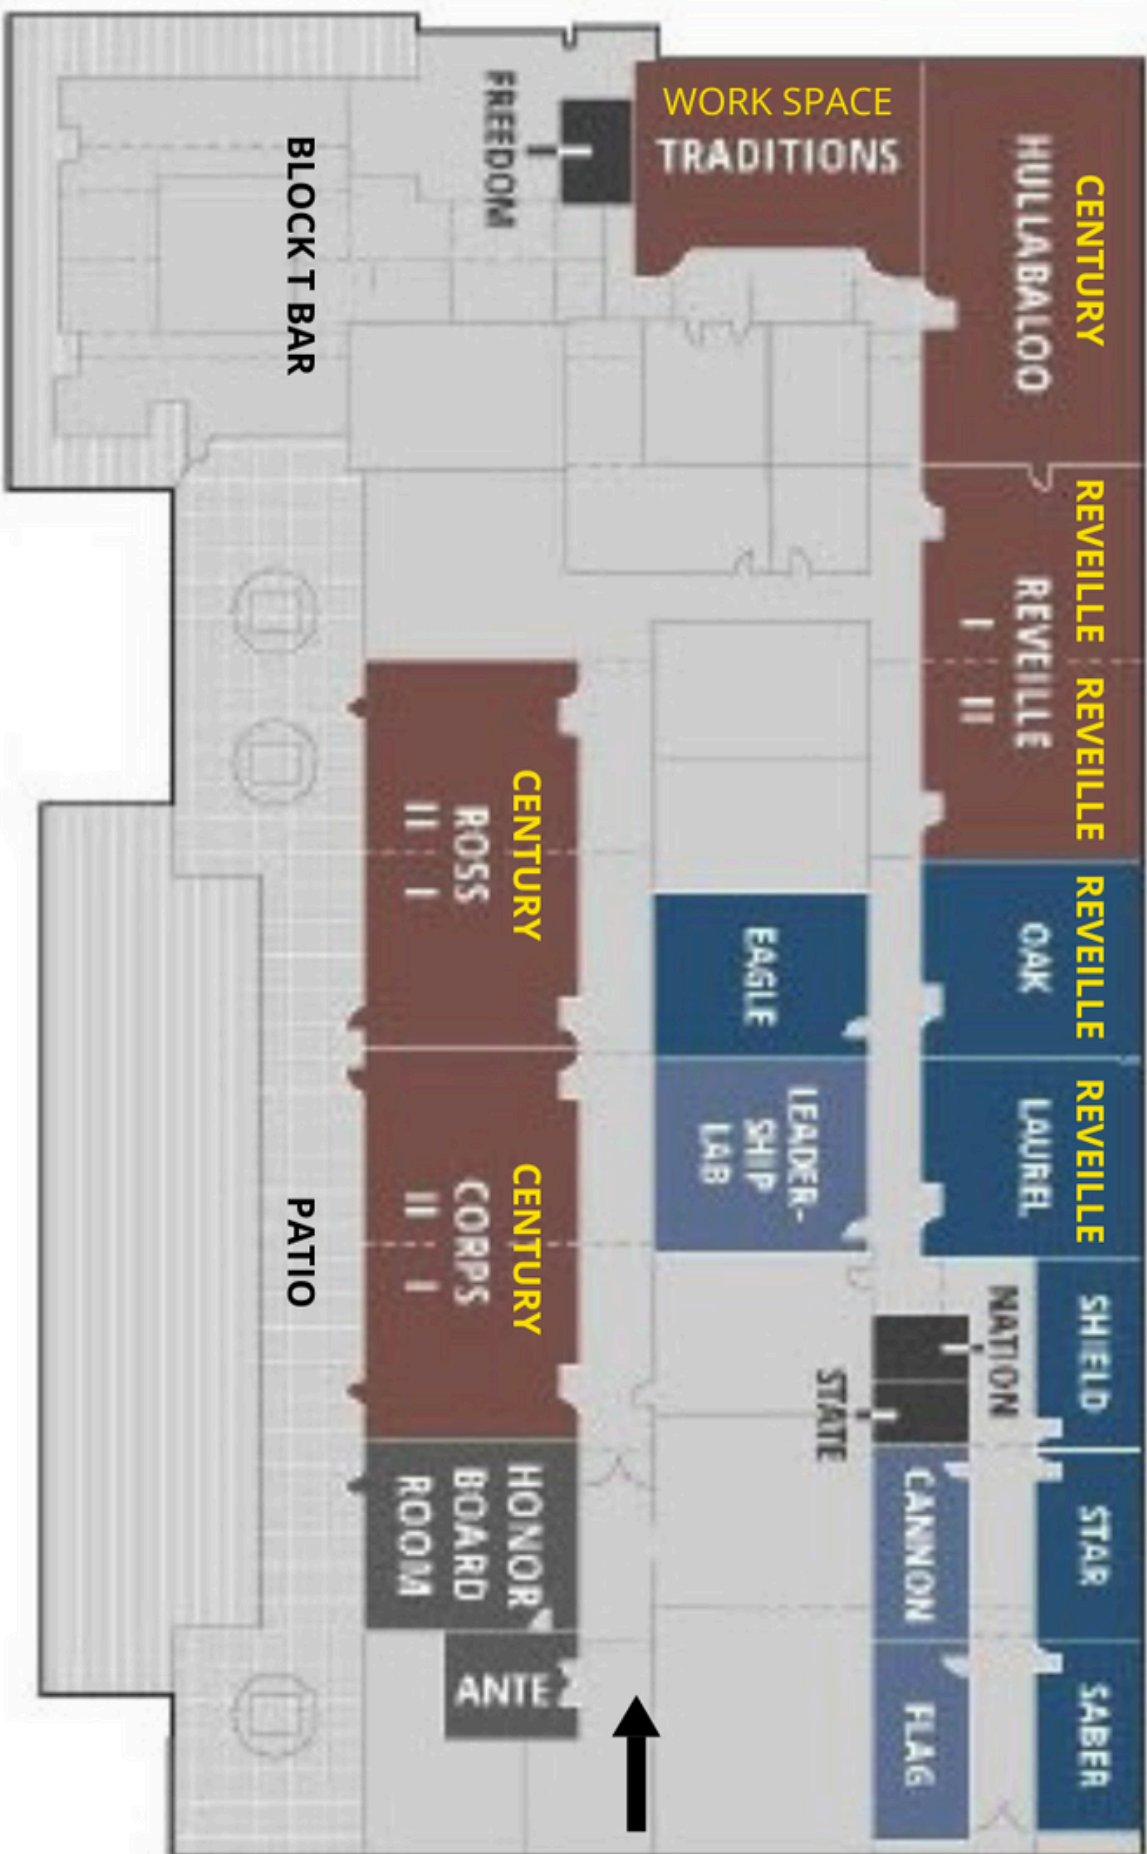 WORK SPACE
TRADITIONS
FREEDOM
BLOCK T BAR
CENTURY
HULLABALOO
REVEILLE REVEILLE
REVEILLE
I II
REVEILLE
OAK
REVEILLE
LAUREL
EAGLE
LEADER-
SHIP
LAB
CENTURY
ROSS
II I
CENTURY
CORPS
II I
PATIO
NATION
STATE
SHIELD
STAR
SABER
CANNON
FLAG
HONOR
BOARD
ROOM
ANTE